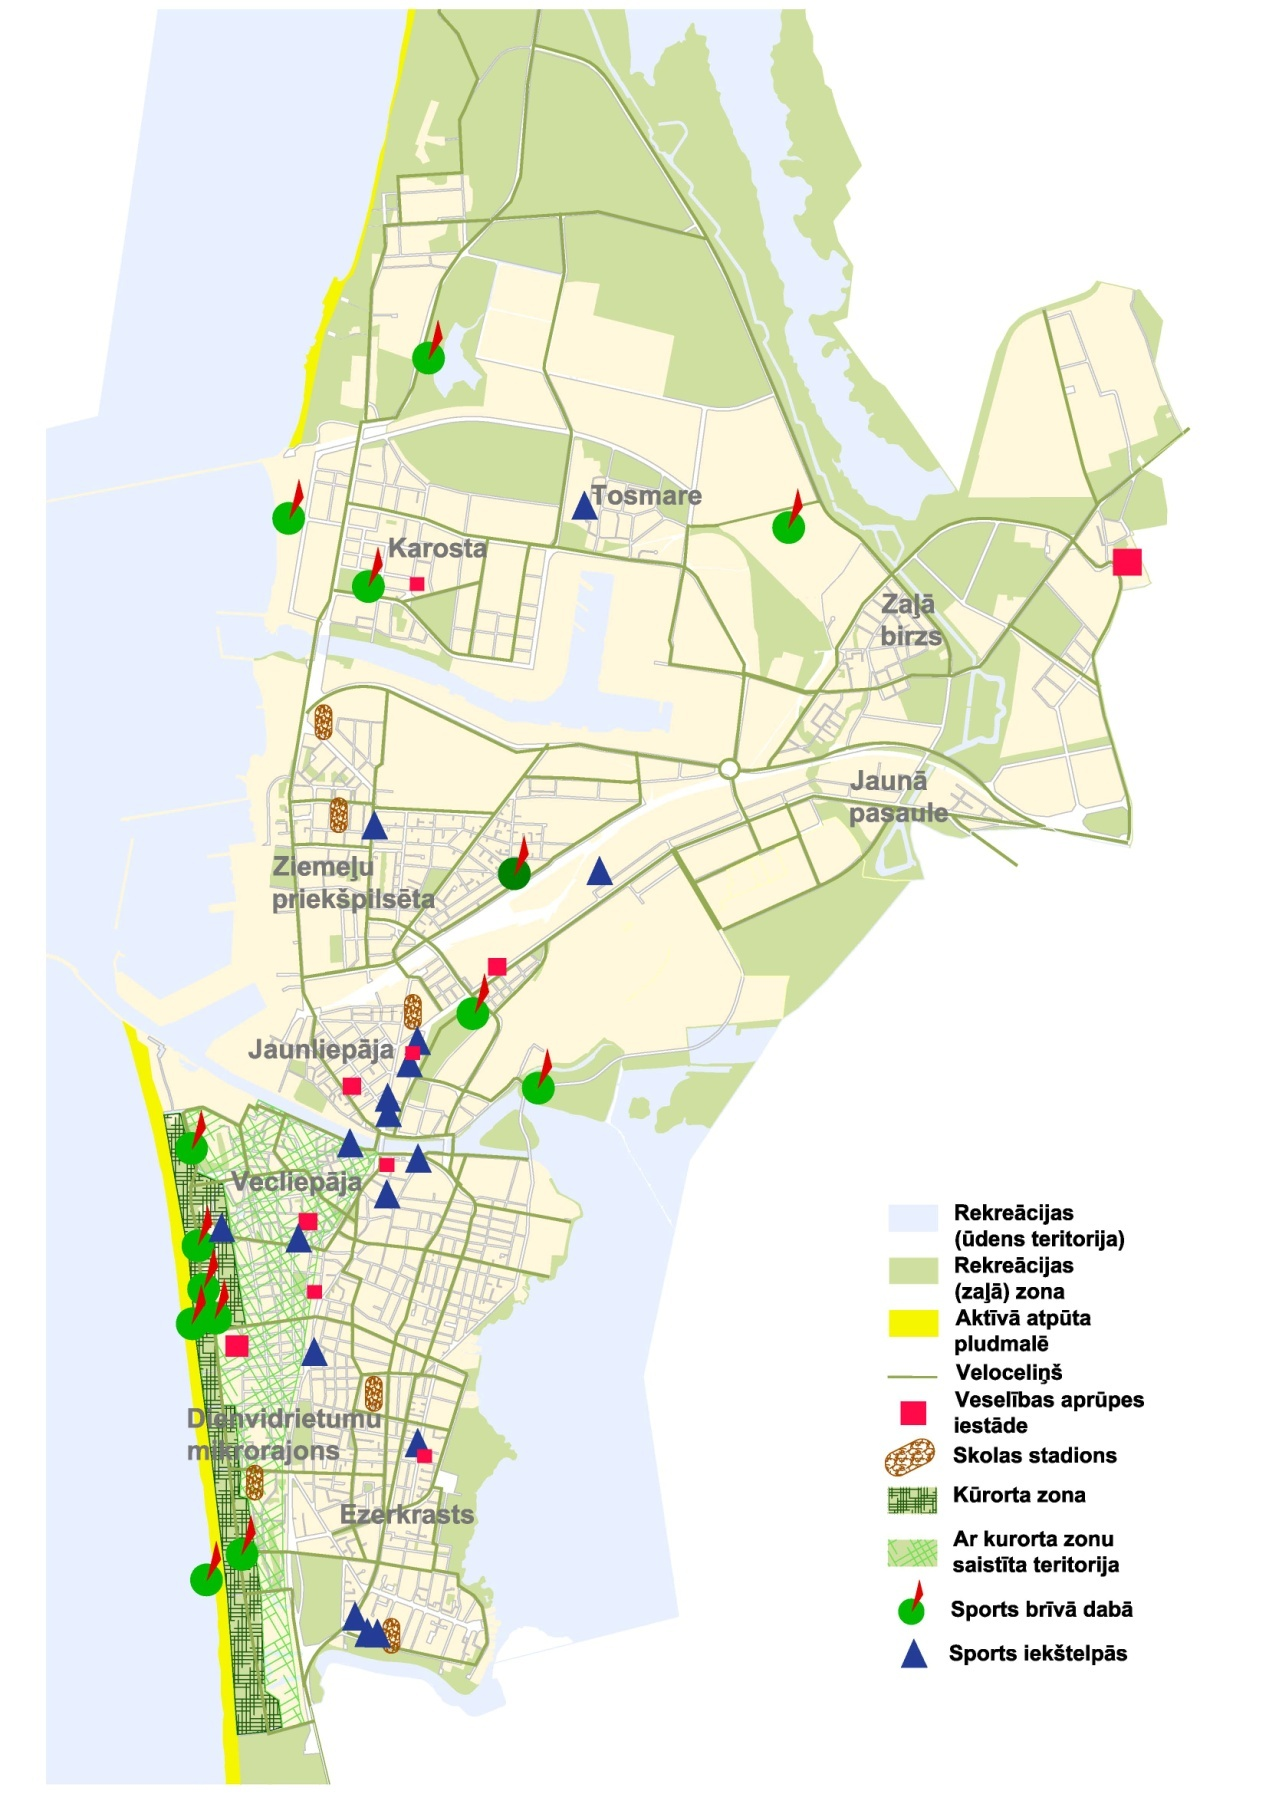 Tosmare
Karosta
Zaļā
birzs
Jaunā
pasaule
Ziemeļu
priekšpilsēta
Jaunliepāja
Vecliepāja
Dienvidrietumu
mikrorajons
Ezerkrasts
Rekreācijas
(ūdens teritorija)
Rekreācijas
(zaļā) zona
Aktīvā atpūta
pludmalē
Veloceliņš
Veselības aprūpes
iestāde
Skolas stadions
Kūrorta zona
Ar kurorta zonu
saistīta teritorija
Sports brīvā dabā
Sports iekštelpās